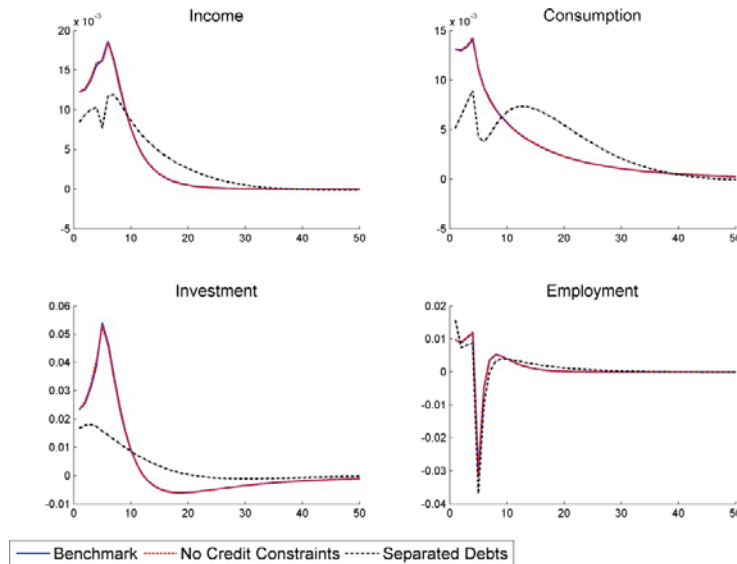 Income
Consumption
x 10⁻³
20
15
10
5
0
-5
0 10 20 30 40 50
x 10⁻³
15
10
5
0
-5
0 10 20 30 40 50
Investment
Employment
0.06
0.05
0.04
0.03
0.02
0.01
0
-0.01
0 10 20 30 40 50
0.02
0.01
0
-0.01
-0.02
-0.03
-0.04
0 10 20 30 40 50
Benchmark No Credit Constraints Separated Debts